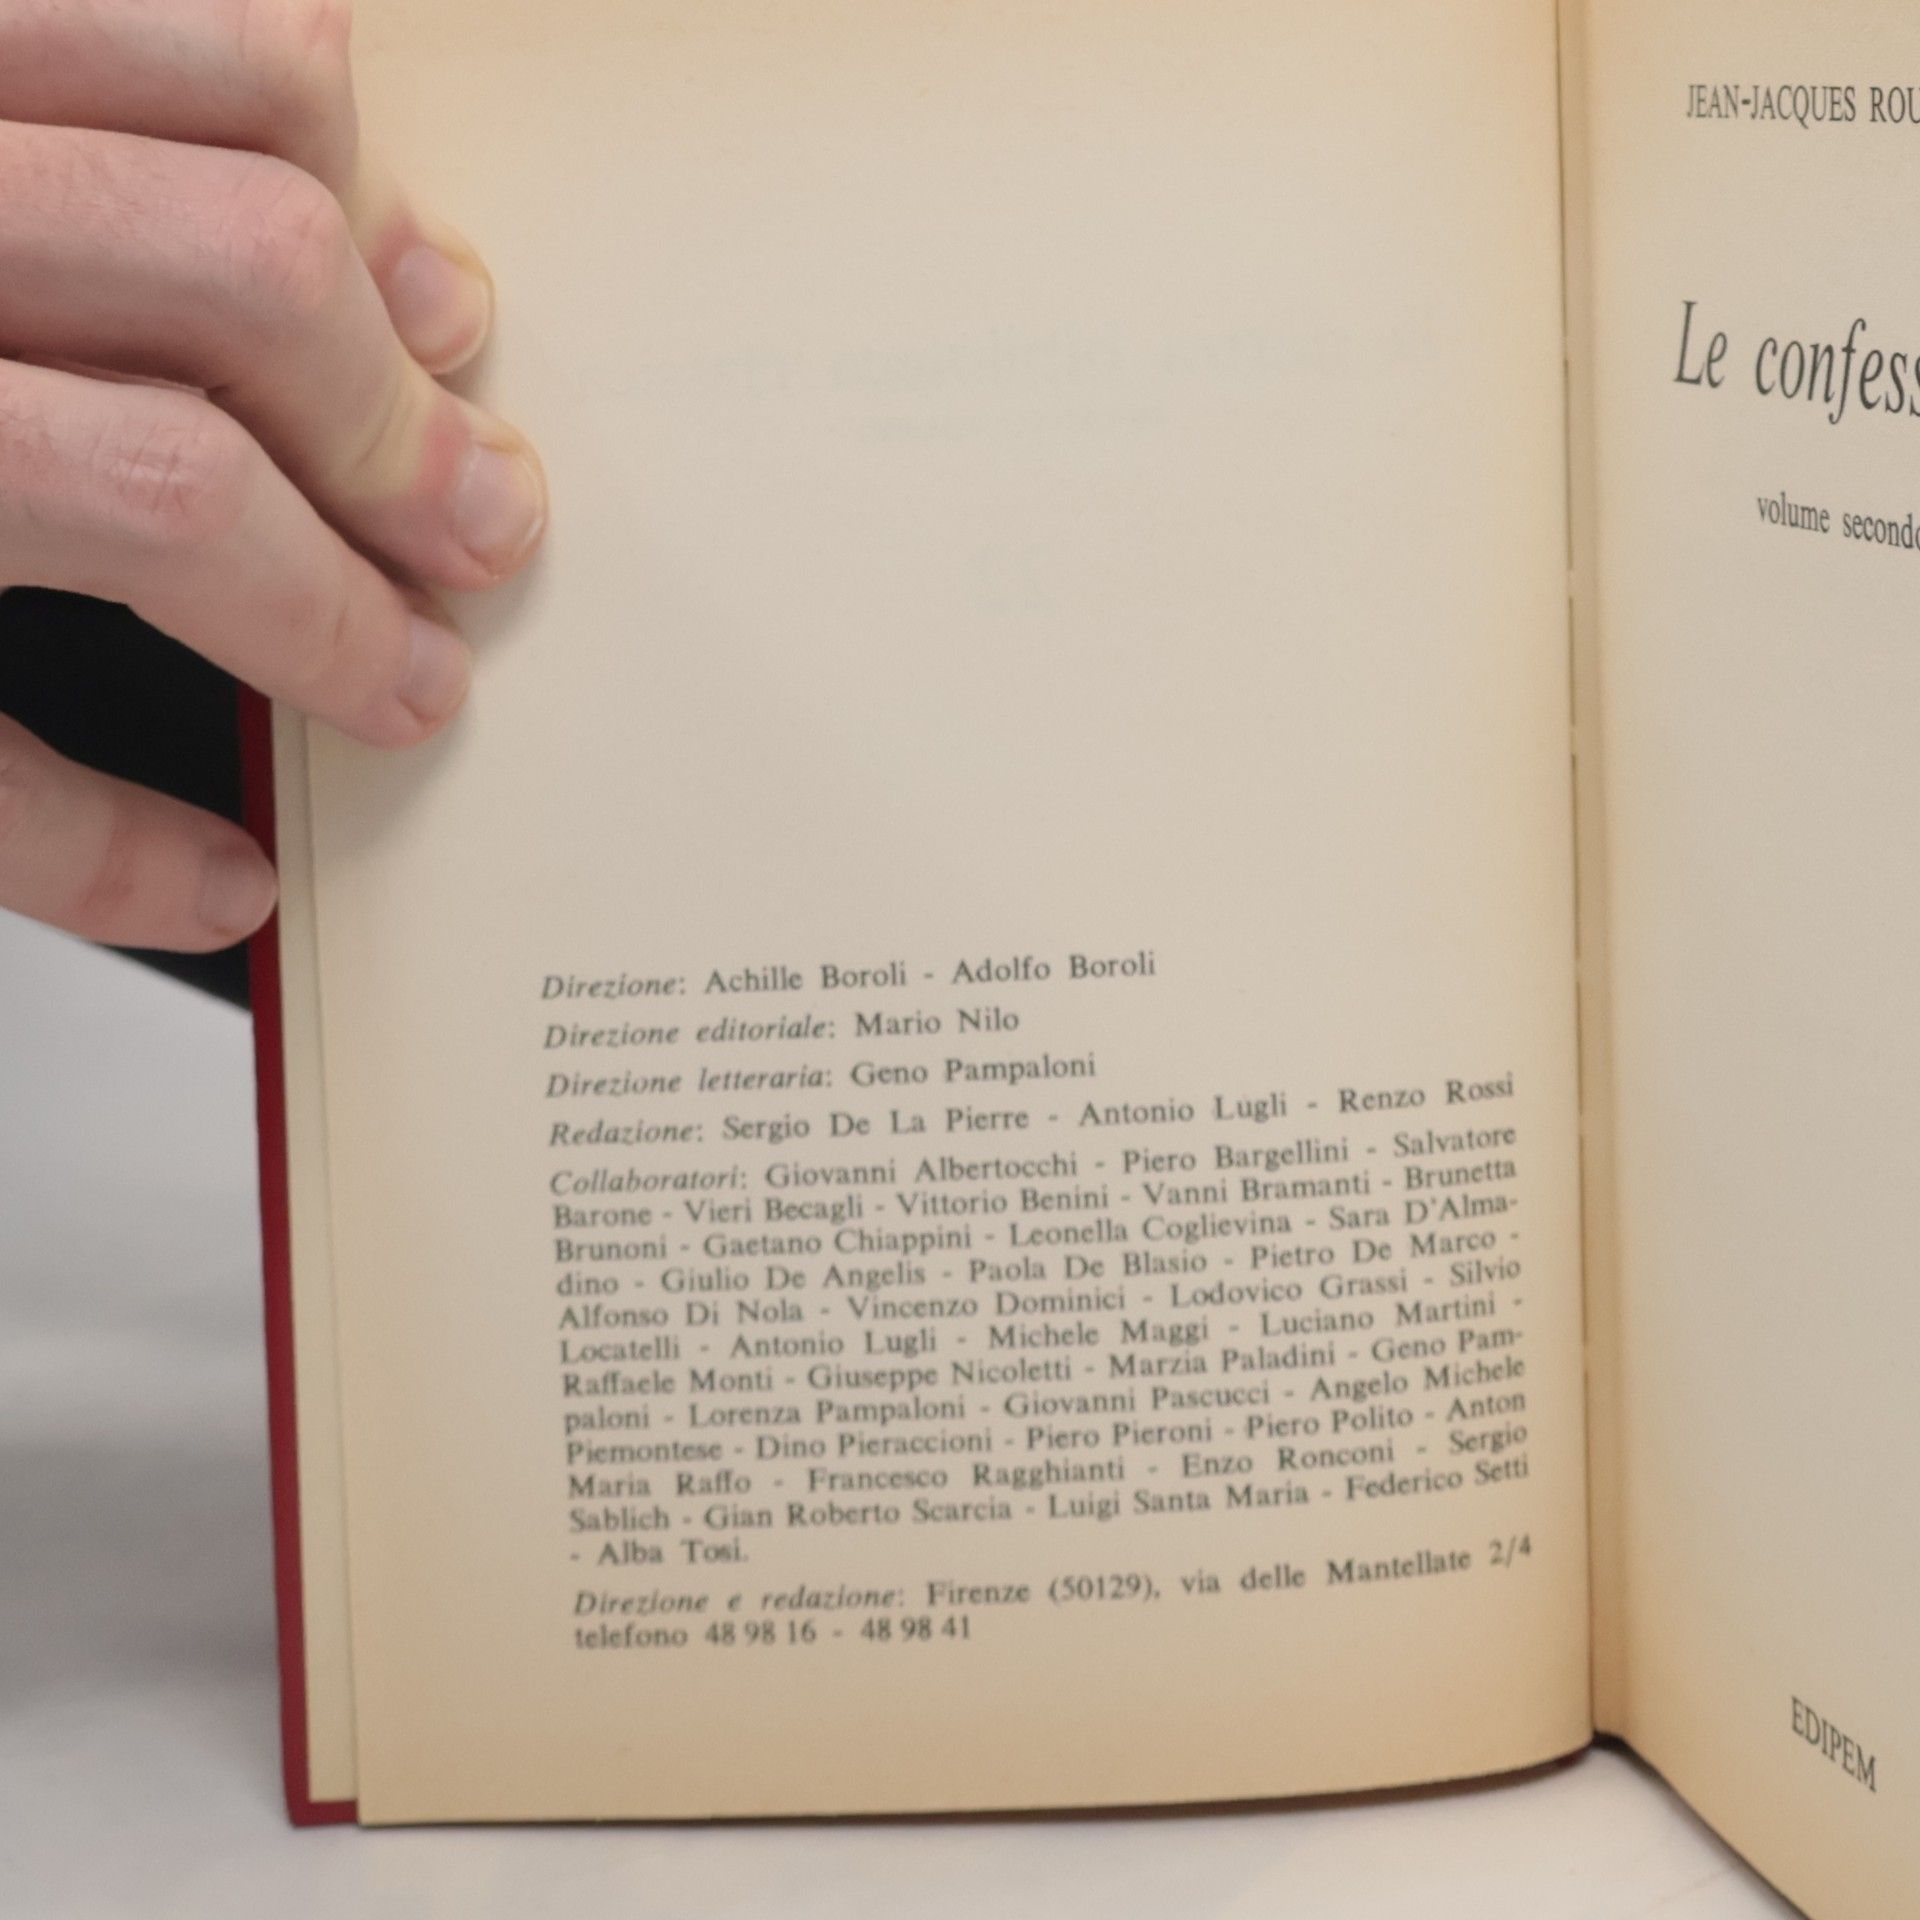 Direzione: Achille Boroli - Adolfo Boroli
Direzione editoriale: Mario Nilo
Direzione letteraria: Geno Pampaloni
Redazione: Sergio De La Pierre - Antonio Lugli - Renzo Rossi
Collaboratori: Giovanni Albertocchi - Piero Bargellini - Salvatore
Barone - Vieri Becagli - Vittorio Benini - Vanni Bramanti - Brunetta
Brunoni - Gaetano Chiappini - Leonella Coglievina - Sara D'Alma-
dino - Giulio De Angelis - Paola De Blasio - Pietro De Marco -
Alfonso Di Nola - Vincenzo Dominici - Lodovico Grassi - Silvio
Locatelli - Antonio Lugli - Michele Maggi - Luciano Martini -
Raffaele Monti - Giuseppe Nicoletti - Marzia Paladini - Geno Pam-
paloni - Lorenza Pampaloni - Giovanni Pascucci - Angelo Michele
Piemontese - Dino Pieraccioni - Piero Pieroni - Piero Polito - Anton
Maria Raffo - Francesco Ragghianti - Enzo Ronconi - Sergio
Sablich - Gian Roberto Scarcia - Luigi Santa Maria - Federico Setti
- Alba Tosi.
Direzione e redazione: Firenze (50129), via delle Mantellate 2/4
telefono 48 98 16 - 48 98 41
JEAN-JACQUES ROU
Le confess
volume secondo
EDIPEM